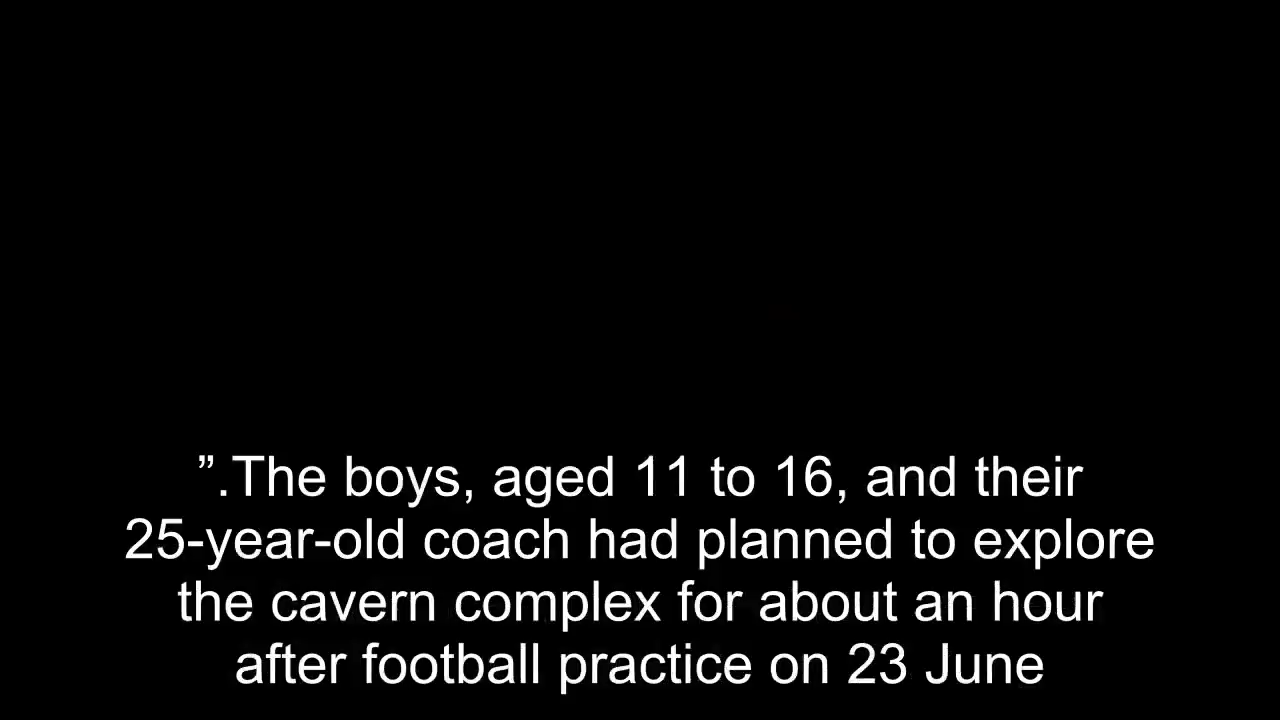 ”.The boys, aged 11 to 16, and their
25-year-old coach had planned to explore
the cavern complex for about an hour
after football practice on 23 June